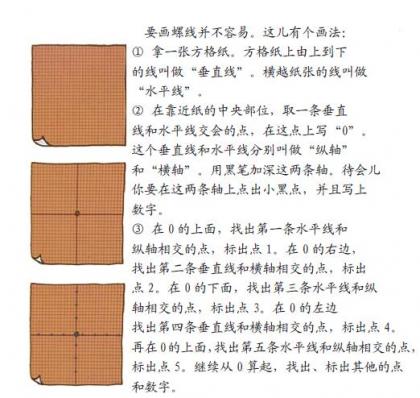 要画螺线并不容易。这儿有个画法：
① 拿一张方格纸。方格纸上由上到下
的线叫做“垂直线”。横越纸张的线叫做
“水平线”。
② 在靠近纸的中央部位，取一条垂直
线和水平线交会的点，在这点上写“0”。
这个垂直线和水平线分别叫做“纵轴”
和“横轴”。用黑笔加深这两条轴。待会儿
你要在这两条轴上点出小黑点，并且写上
数字。
③ 在 0 的上面，找出第一条水平线和
纵轴相交的点，标出点 1。在 0 的右边，
找出第二条垂直线和横轴相交的点，标出
点 2。在 0 的下面，找出第三条水平线和纵
轴相交的点，标出点 3。在 0 的左边
找出第四条垂直线和横轴相交的点，标出点 4。
再在0的上面，找出第五条水平线和纵轴相交的点，
标出点 5。继续从 0 算起，找出、标出其他的点
和数字。